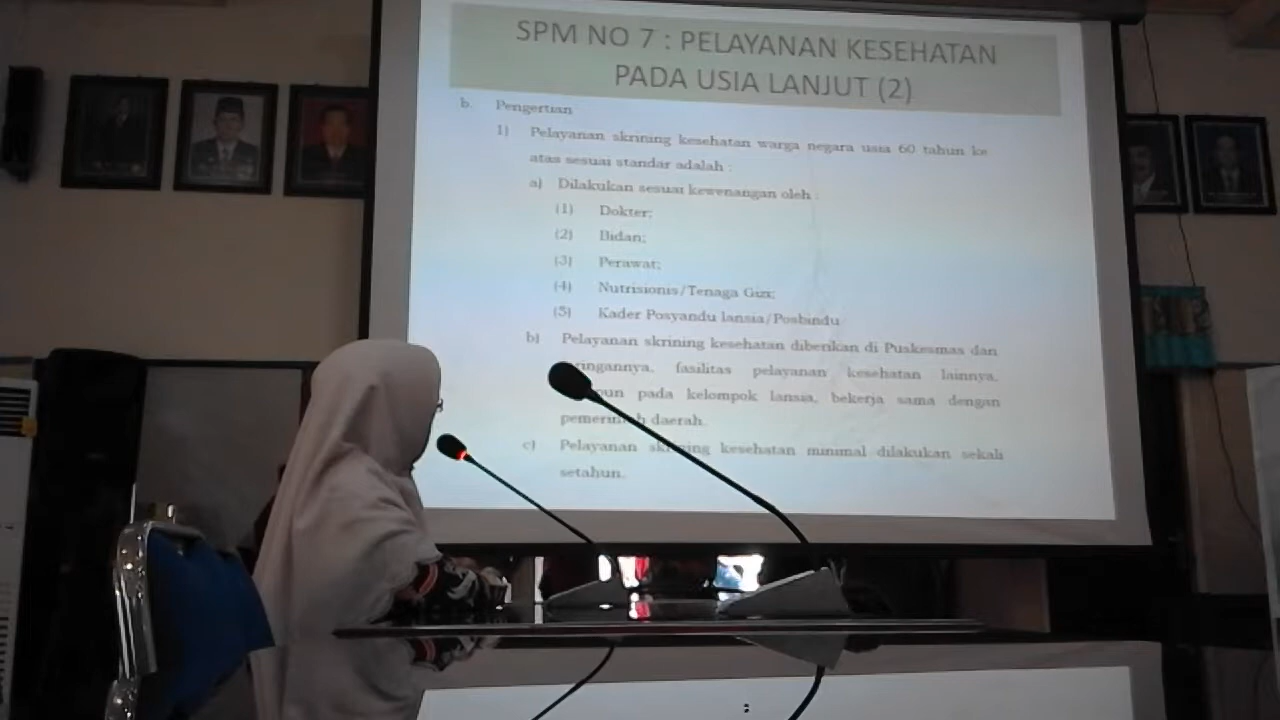 SPM NO 7 : PELAYANAN KESEHATAN
PADA USIA LANJUT (2)
b. Pengertian
1) Pelayanan skrining kesehatan warga negara usia 60 tahun ke
atas sesuai standar adalah :
a) Dilakukan sesuai kewenangan oleh :
(1) Dokter;
(2) Bidan;
(3) Perawat;
(4) Nutrisionis/Tenaga Gizi;
(5) Kader Posyandu lansia/Posbindu
b) Pelayanan skrining kesehatan diberikan di Puskesmas dan
fasilitas pelayanan kesehatan lainnya,
pada kelompok lansia, bekerja sama dengan
pemerintah daerah.
c) Pelayanan skrining kesehatan minimal dilakukan sekali
setahun.